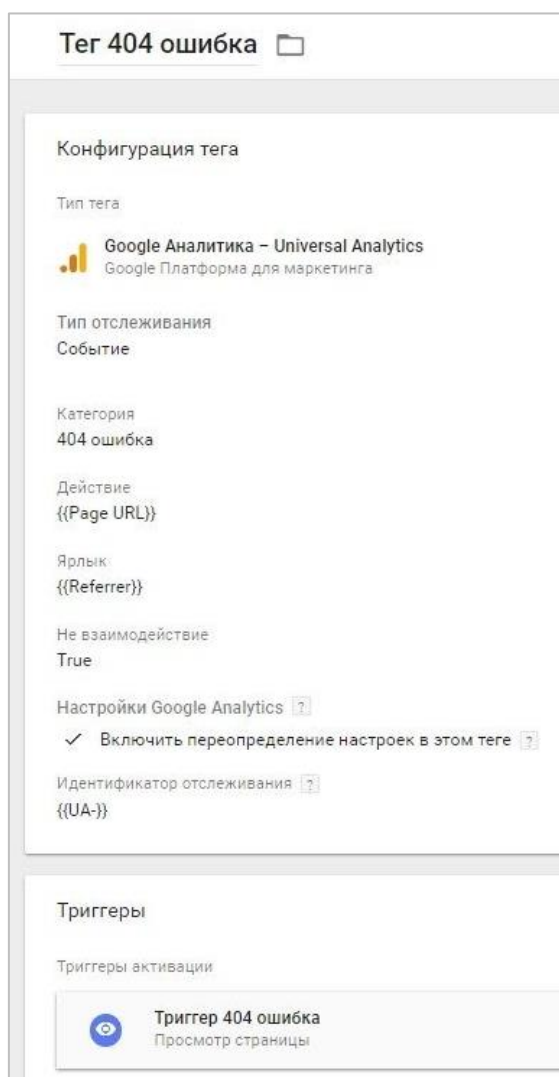 Тег 404 ошибка
Конфигурация тега
Тип тега
Google Аналитика – Universal Analytics
Google Платформа для маркетинга
Тип отслеживания
Событие
Категория
404 ошибка
Действие
{{Page URL}}
Ярлык
{{Referrer}}
Не взаимодействие
True
Настройки Google Analytics ?
Включить переопределение настроек в этом теге ?
Идентификатор отслеживания ?
{{UA-}}
Триггеры
Триггеры активации
Триггер 404 ошибка
Просмотр страницы